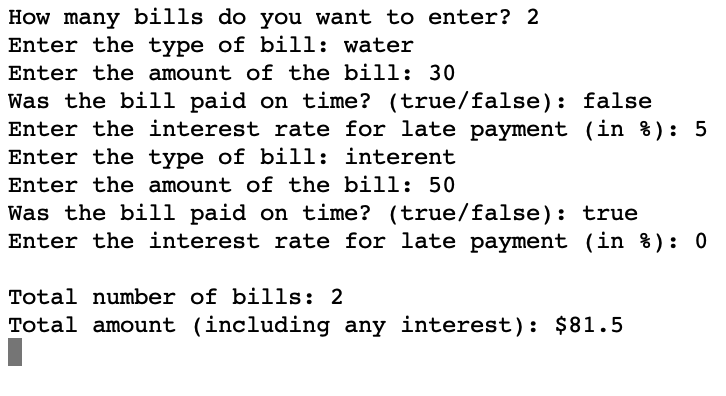 How many bills do you want to enter? 2
Enter the type of bill: water
Enter the amount of the bill: 30
Was the bill paid on time? (true/false): false
Enter the interest rate for late payment (in %): 5
Enter the type of bill: interent
Enter the amount of the bill: 50
Was the bill paid on time? (true/false): true
Enter the interest rate for late payment (in %): 0
Total number of bills: 2
Total amount (including any interest): $81.5